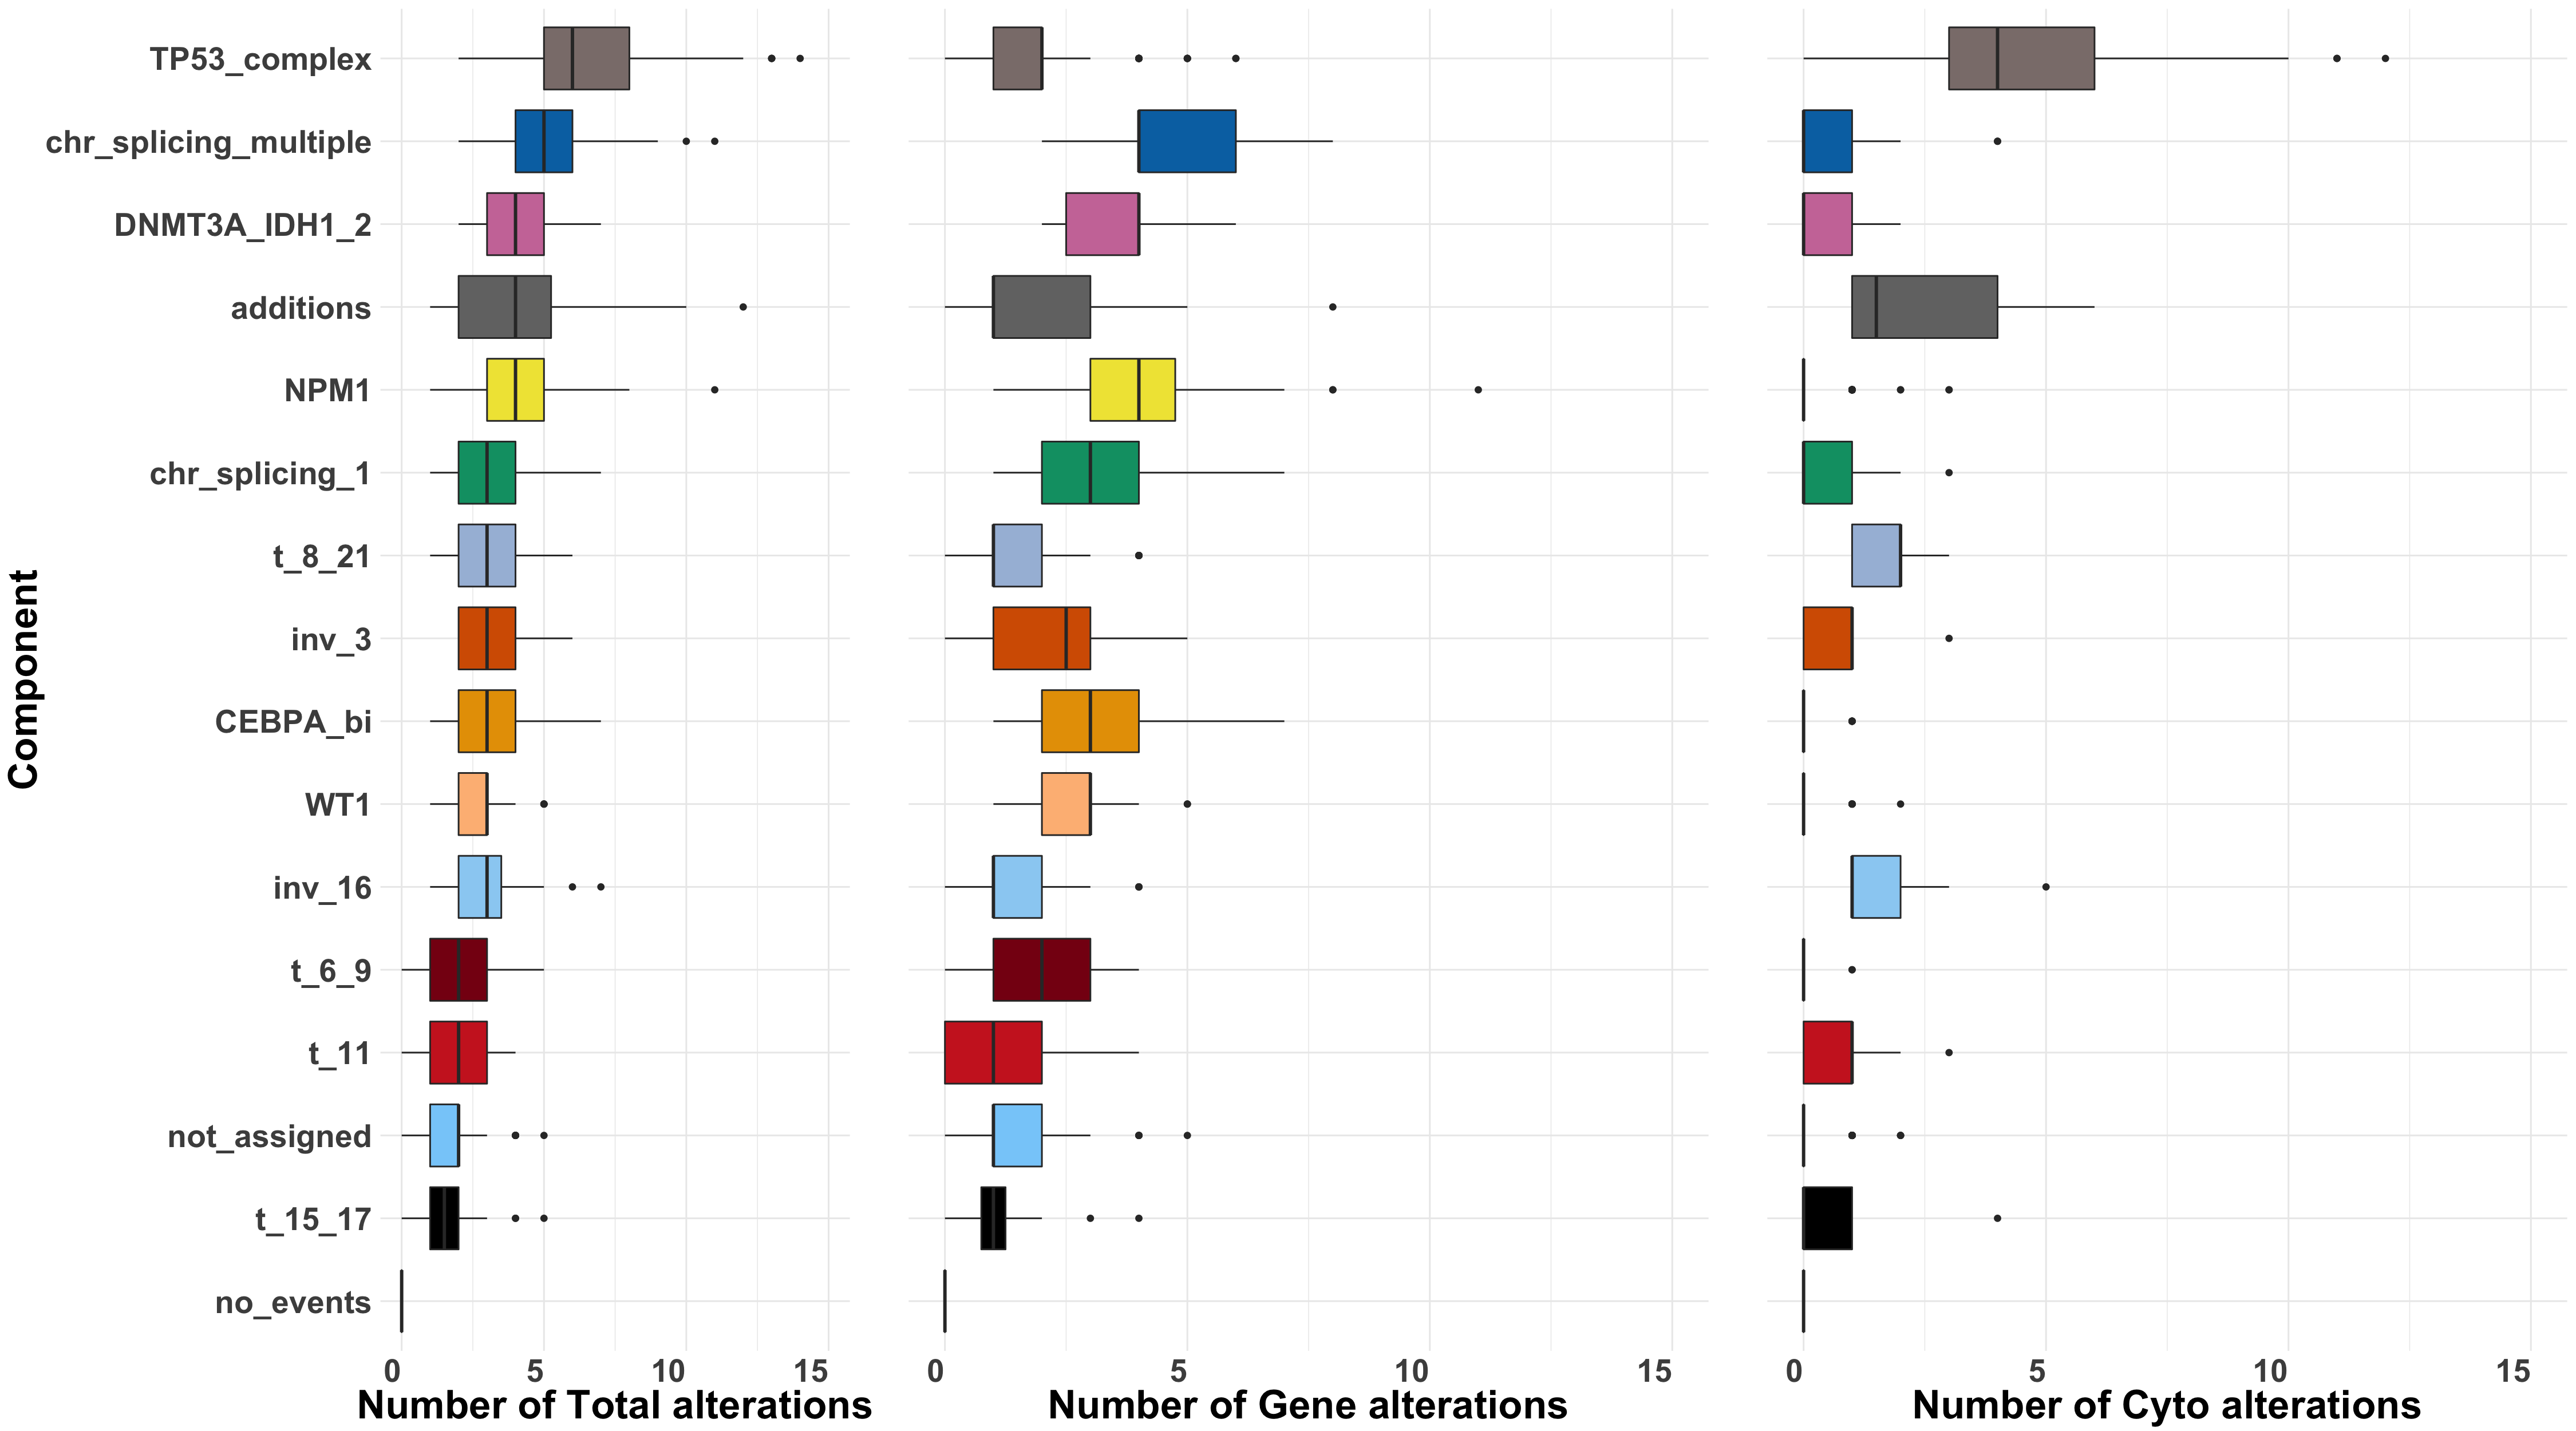 Component
TP53_complex
chr_splicing_multiple
DNMT3A_IDH1_2
additions
NPM1
chr_splicing_1
t_8_21
inv_3
CEBPA_bi
WT1
inv_16
t_6_9
t_11
not_assigned
t_15_17
no_events
0 5 10 15
Number of Total alterations
0 5 10 15
Number of Gene alterations
0 5 10 15
Number of Cyto alterations